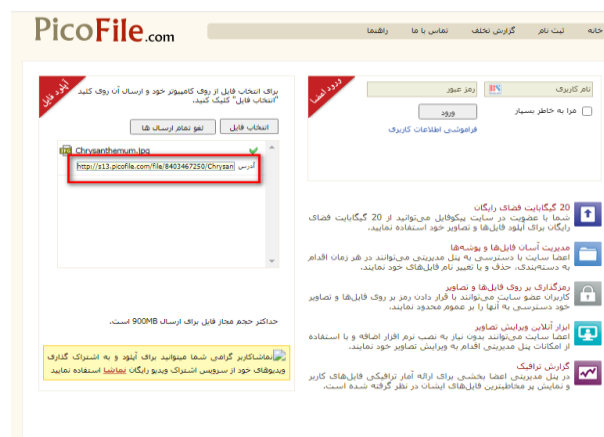 PicoFile.com
خانه ثبت نام گزارش تخلف تماس با ما راهنما
ورود اعضا
نام کاربری
رمز عبور
مرا به خاطر بسپار
ورود
فراموشی اطلاعات کاربری
آپلود فایل
برای انتخاب فایل از روی کامپیوتر خود و ارسال آن روی کلید
"انتخاب فایل" کلیک کنید.
انتخاب فایل
لغو تمام ارسال ها
Chrysanthemum.jpg
آدرس http://s13.picofile.com/file/8403467250/Chrysan
حداکثر حجم مجاز فایل برای ارسال 900MB است.
نماشاکاربر گرامی شما میتوانید برای آپلود و به اشتراک گذاری
ویدیوهای خود از سرویس اشتراک ویدیو رایگان نماشا استفاده نمایید
20 گیگابایت فضای رایگان
شما با عضویت در سایت پیکوفایل می‌توانید از 20 گیگابایت فضای
رایگان برای آپلود فایل‌ها و تصاویر خود استفاده نمایید.
مدیریت آسان فایل‌ها و پوشه‌ها
اعضا سایت با دسترسی به پنل مدیریتی می‌توانند در هر زمان اقدام
به دسته‌بندی، حذف و یا تغییر نام فایل‌های خود نمایند.
رمزگذاری بر روی فایل‌ها و تصاویر
کاربران عضو سایت می‌توانند با قرار دادن رمز بر روی فایل‌ها و تصاویر
خود دسترسی به آنها را بر عموم محدود نمایند.
ابزار آنلاین ویرایش تصاویر
اعضا سایت می‌توانند بدون نیاز به نصب نرم افزار اضافه و با استفاده
از امکانات پنل مدیریتی اقدام به ویرایش تصاویر خود نمایند.
گزارش ترافیک
در پنل مدیریتی اعضا بخشی برای ارائه آمار ترافیکی فایل‌های کاربر
و نمایش پر مخاطبترین فایل‌های ایشان در نظر گرفته شده است.